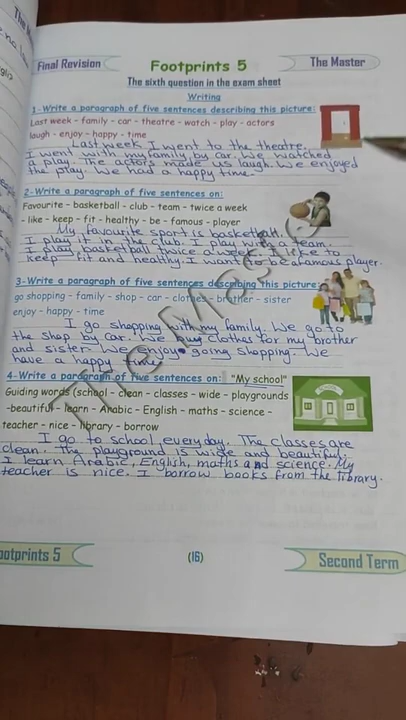 Final Revision
Footprints 5
The Master
The sixth question in the exam sheet
Writing
1-Write a paragraph of five sentences describing this picture:
Last week - family - car - theatre - watch - play - actors
laugh - enjoy - happy - time
Last week I went to the theatre.
I went with my family by car. We watched
a play. The actors made us laugh. We enjoyed
the play. We had a happy time.
2-Write a paragraph of five sentences on:
Favourite - basketball - club - team - twice a week
- like - keep - fit - healthy - be - famous - player
My favourite sport is basketball.
I play it in the club. I play with a team.
I play basketball twice a week. I like to
keep fit and healthy. I want to be a famous player.
3-Write a paragraph of five sentences describing this picture:
go shopping - family - shop - car - clothes - brother - sister
enjoy - happy - time
I go shopping with my family. We go to
the shop by car. We buy clothes for my brother
and sister. We enjoy going shopping. We
have a happy time.
4-Write a paragraph of five sentences on: "My school"
Guiding words (school - clean - classes - wide - playgrounds
-beautiful - learn - Arabic - English - maths - science -
teacher - nice - library - borrow
I go to school every day. The classes are
clean. The playground is wide and beautiful.
I learn Arabic, English, maths and science. My
teacher is nice. I borrow books from the library.
ootprints 5
(16)
Second Term